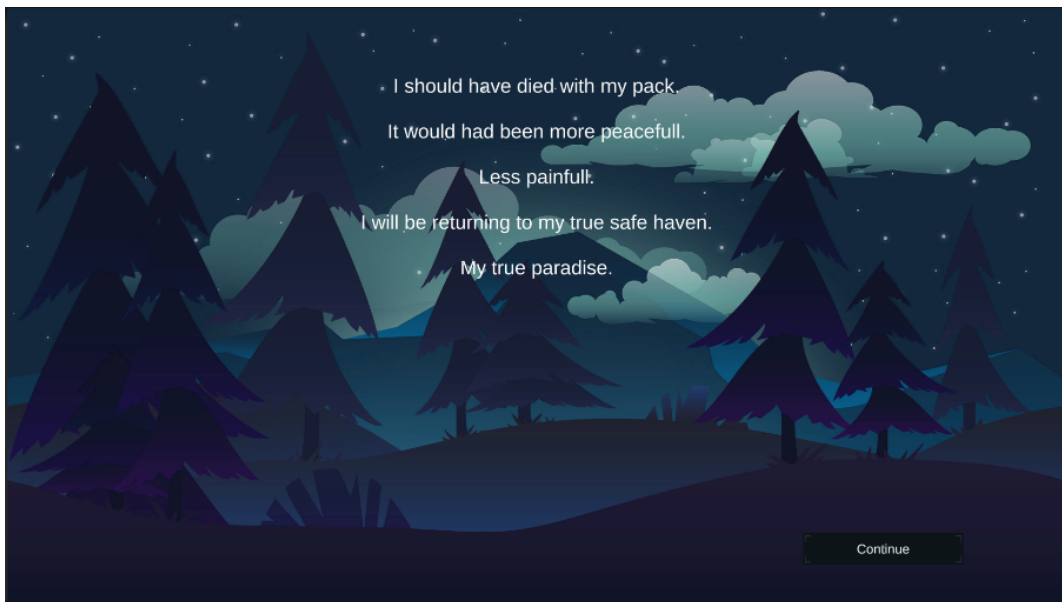 I should have died with my pack.
It would had been more peacefull.
Less painfull.
I will be returning to my true safe haven.
My true paradise.
Continue